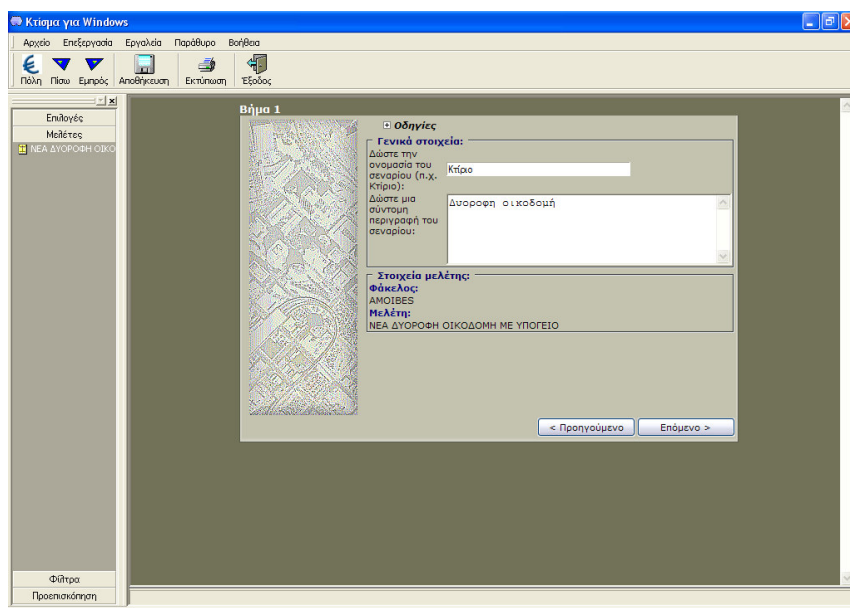 Κτίσμα για Windows
Αρχείο Επεξεργασία Εργαλεία Παράθυρο Βοήθεια
Πόλη Πίσω Εμπρός Αποθήκευση Εκτύπωση Έξοδος
Επιλογές
Μελέτες
ΝΕΑ ΔΥΟΡΟΦΗ ΟΙΚΟ
Βήμα 1
Οδηγίες
Γενικά στοιχεία:
Δώστε την
ονομασία του
σεναρίου (π.χ.
Κτίριο):
Κτίριο
Δώστε μια
σύντομη
περιγραφή του
σεναρίου:
Δυοροφη οικοδομή
Στοιχεία μελέτης:
Φάκελος:
AMOIBES
Μελέτη:
ΝΕΑ ΔΥΟΡΟΦΗ ΟΙΚΟΔΟΜΗ ΜΕ ΥΠΟΓΕΙΟ
< Προηγούμενο Επόμενο >
Φίλτρα
Προεπισκόπηση